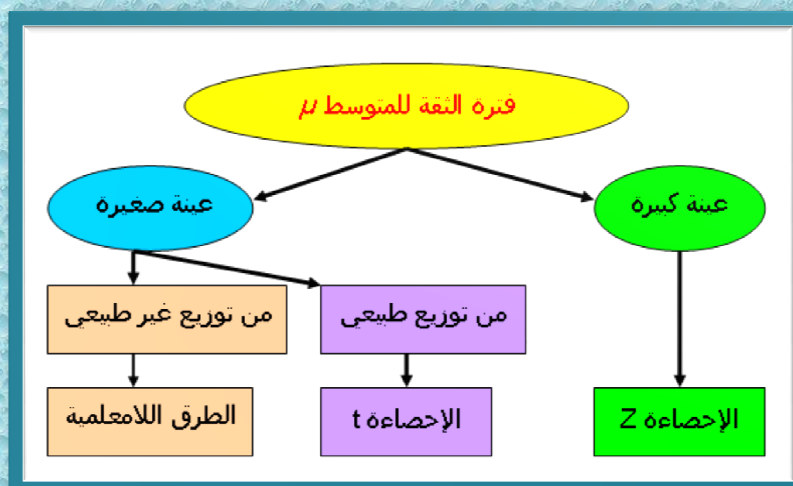 فترة الثقة للمتوسط μ
عينة كبيرة
عينة صغيرة
من توزيع طبيعي
من توزيع غير طبيعي
الإحصاءة Z
الإحصاءة t
الطرق اللامعلمية